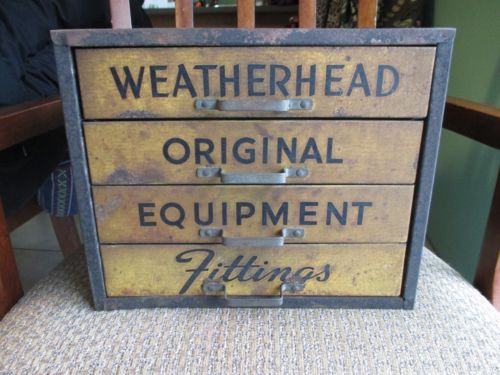 WEATHERHEAD
ORIGINAL
EQUIPMENT
Fittings